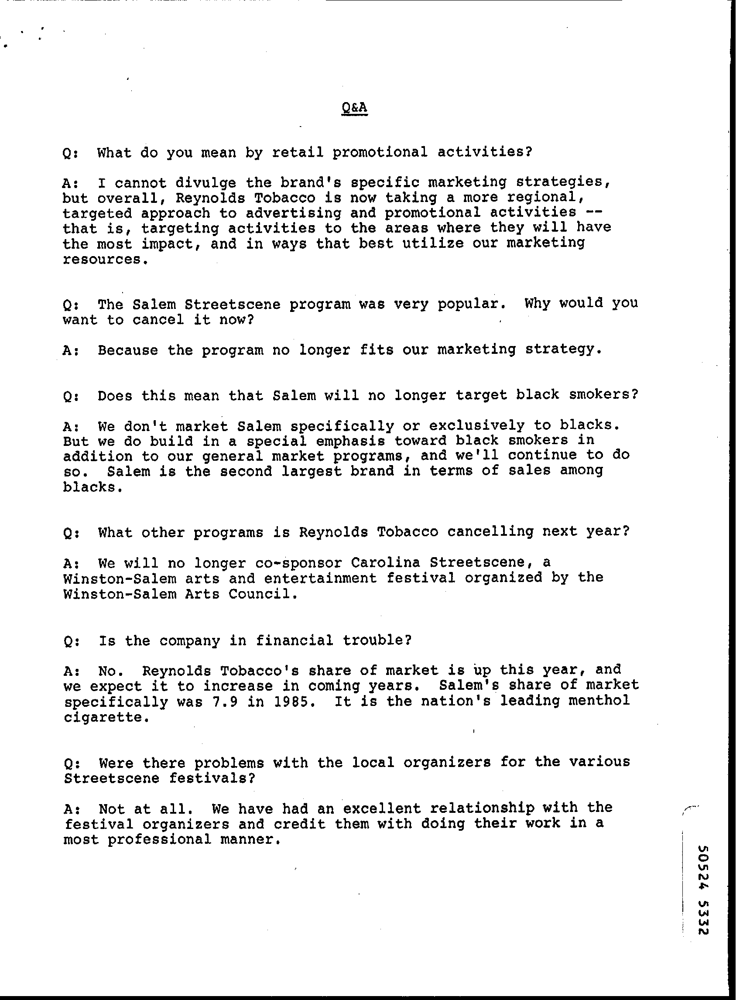 Q&A
Q: What do you mean by retail promotional activities?
A: I cannot divulge the brand's specific marketing strategies,
but overall, Reynolds Tobacco is now taking a more regional,
targeted approach to advertising and promotional activities --
that is, targeting activities to the areas where they will have
the most impact, and in ways that best utilize our marketing
resources.
Q: The Salem Streetscene program was very popular. Why would you
want to cancel it now?
A: Because the program no longer fits our marketing strategy.
Q: Does this mean that Salem will no longer target black smokers?
A: We don't market Salem specifically or exclusively to blacks.
But we do build in a special emphasis toward black smokers in
addition to our general market programs, and we'll continue to do
so. Salem is the second largest brand in terms of sales among
blacks.
Q: What other programs is Reynolds Tobacco cancelling next year?
A: We will no longer co-sponsor Carolina Streetscene, a
Winston-Salem arts and entertainment festival organized by the
Winston-Salem Arts Council.
Q: Is the company in financial trouble?
A: No. Reynolds Tobacco's share of market is up this year, and
we expect it to increase in coming years. Salem's share of market
specifically was 7.9 in 1985. It is the nation's leading menthol
cigarette.
Q: Were there problems with the local organizers for the various
Streetscene festivals?
A: Not at all. We have had an excellent relationship with the
festival organizers and credit them with doing their work in a
most professional manner.
50524 5332